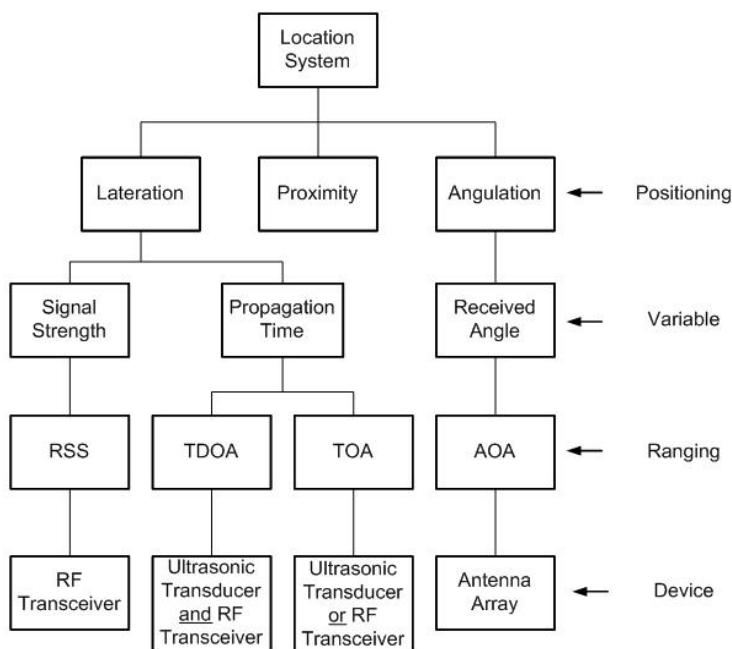 Location
System
Lateration
Proximity
Angulation
Positioning
Signal
Strength
Propagation
Time
Received
Angle
Variable
RSS
TDOA
TOA
AOA
Ranging
RF
Transceiver
Ultrasonic
Transducer
and RF
Transceiver
Ultrasonic
Transducer
or RF
Transceiver
Antenna
Array
Device